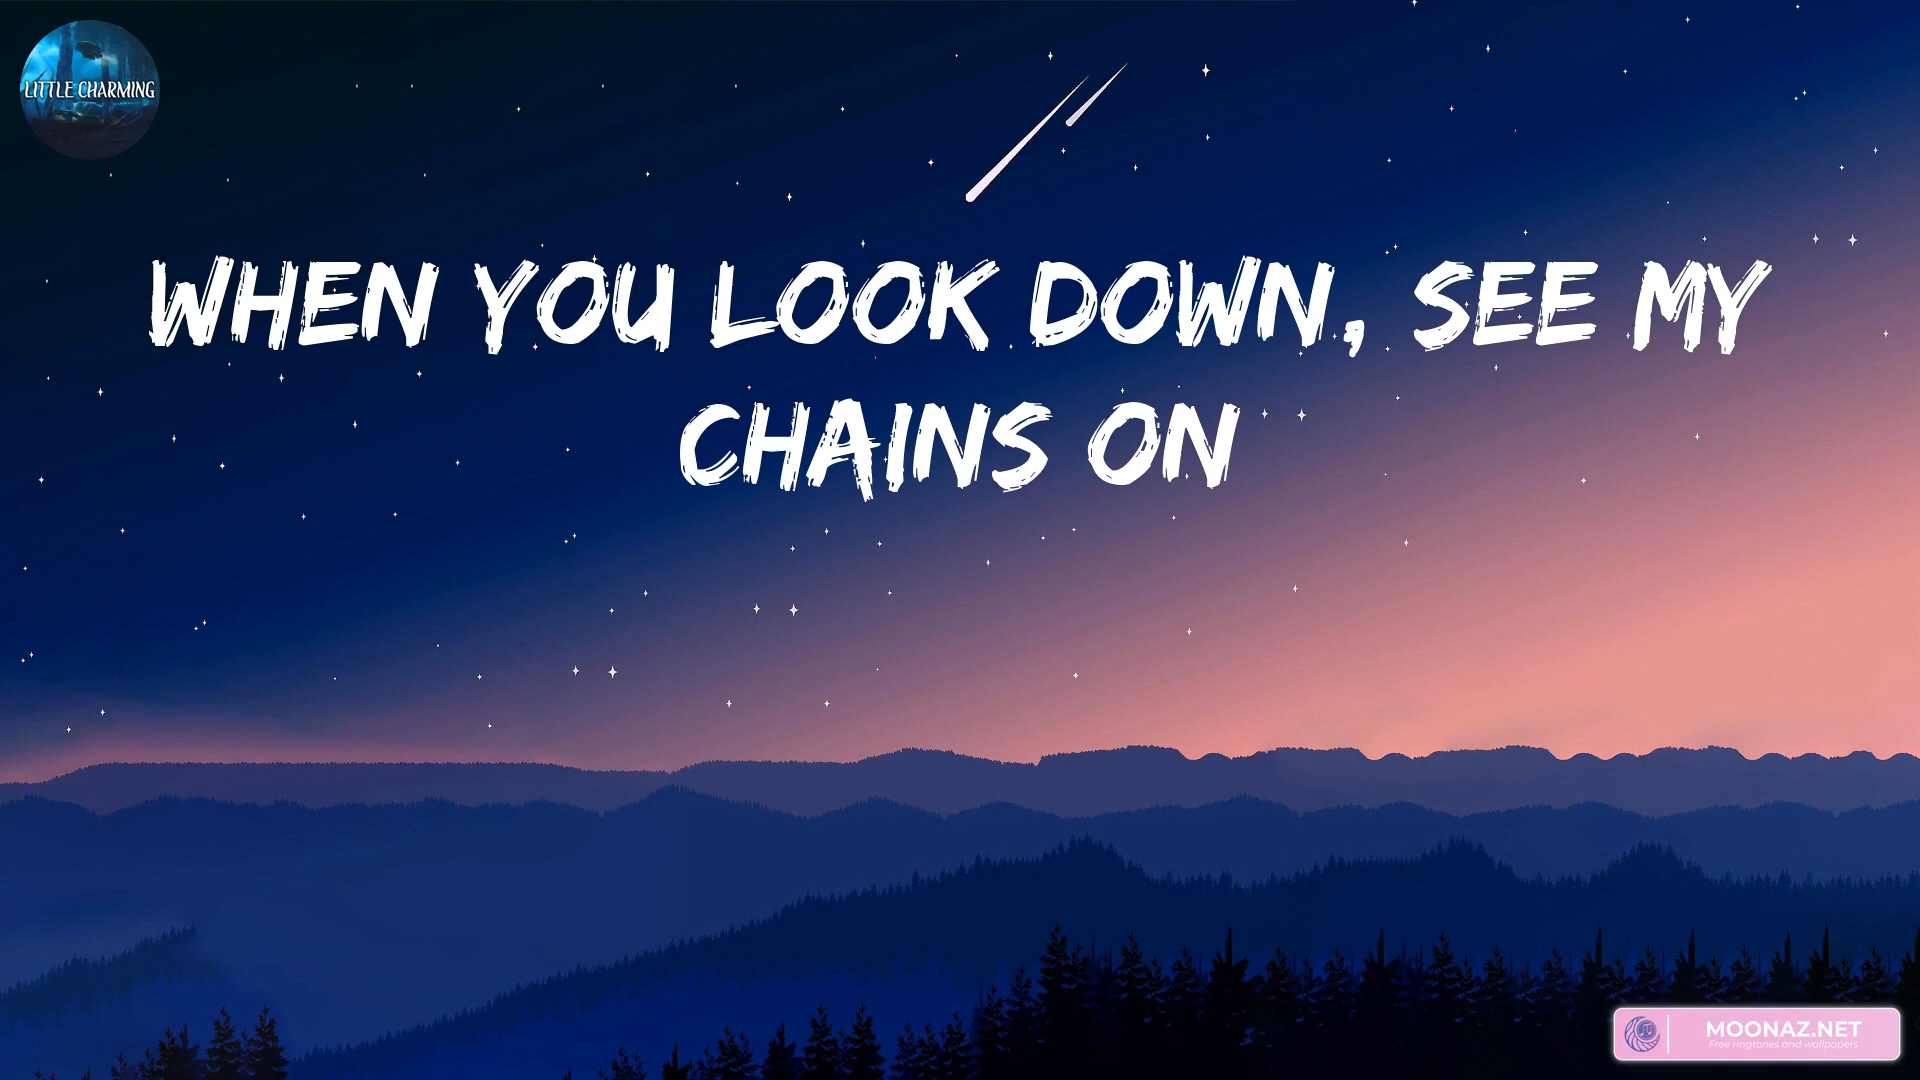 LITTLE CHARMING
WHEN YOU LOOK DOWN, SEE MY
CHAINS ON
MOONAZ.NET
Free ringtones and wallpapers